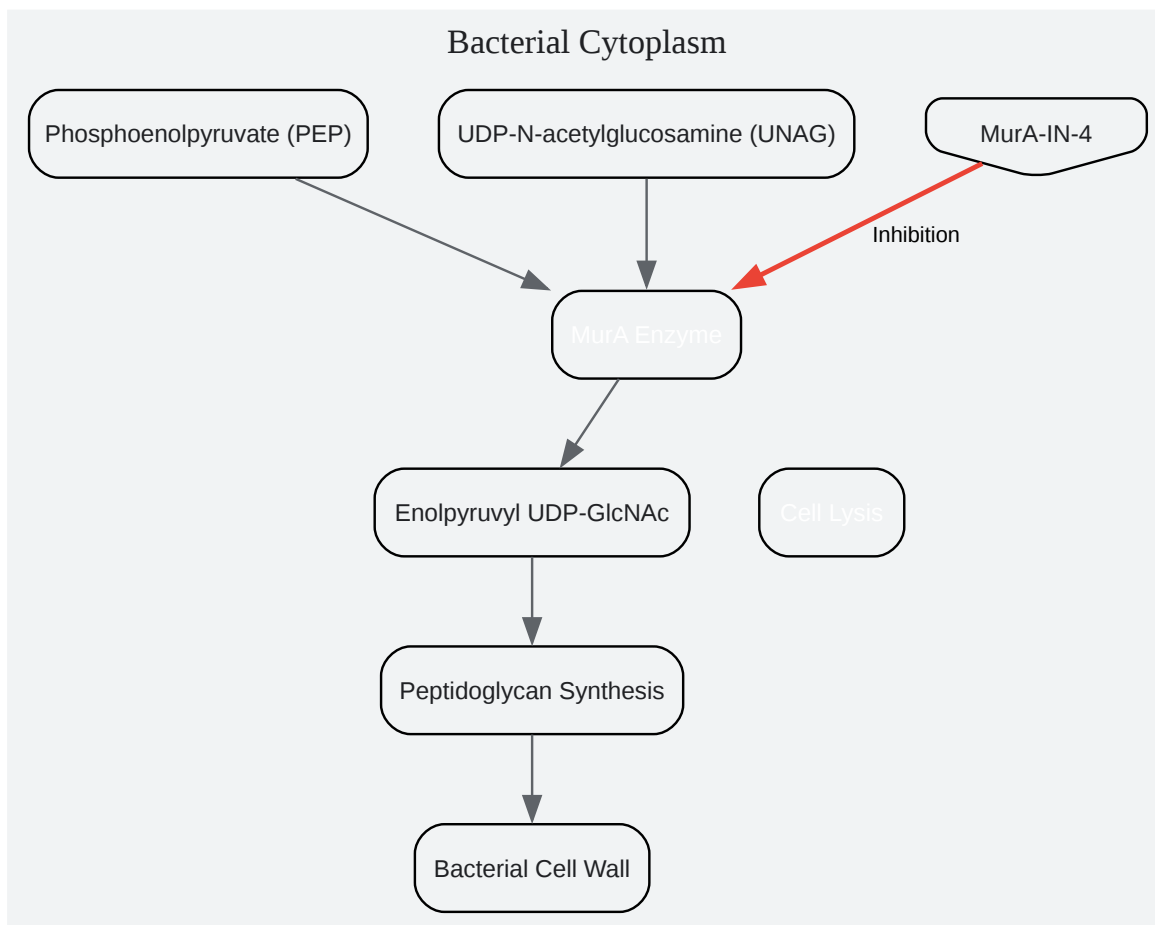 Bacterial Cytoplasm
Phosphoenolpyruvate (PEP)
UDP-N-acetylglucosamine (UNAG)
MurA-IN-4
Inhibition
MurA Enzyme
Enolpyruvyl UDP-GlcNAc
Cell Lysis
Peptidoglycan Synthesis
Bacterial Cell Wall